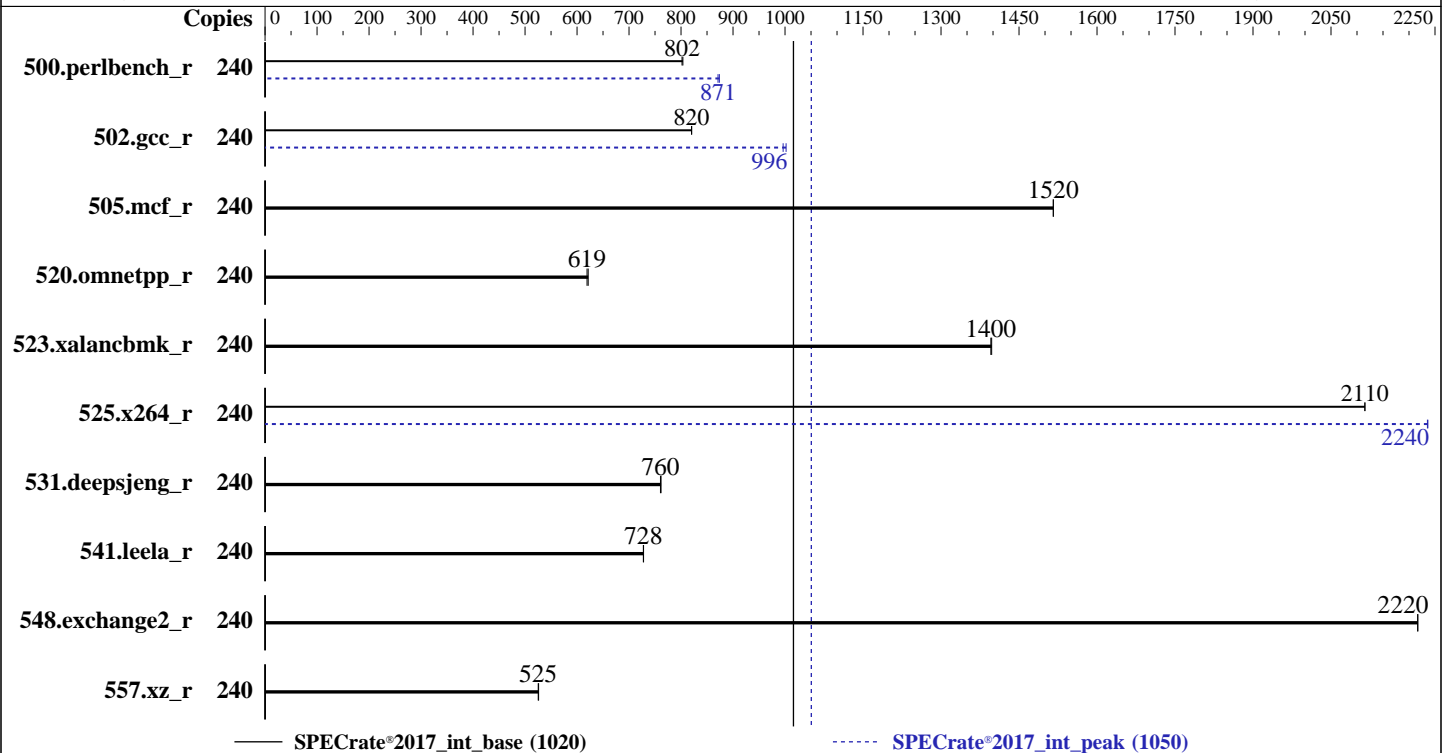 Copies 0 100 200 300 400 500 600 700 800 900 1000 1150 1300 1450 1600 1750 1900 2050 2250
802
500.perlbench_r 240
871
820
502.gcc_r 240
996
1520
505.mcf_r 240
619
520.omnetpp_r 240
1400
523.xalancbmk_r 240
2110
525.x264_r 240
2240
760
531.deepsjeng_r 240
728
541.leela_r 240
2220
548.exchange2_r 240
525
557.xz_r 240
SPECrate®2017_int_base (1020) SPECrate®2017_int_peak (1050)